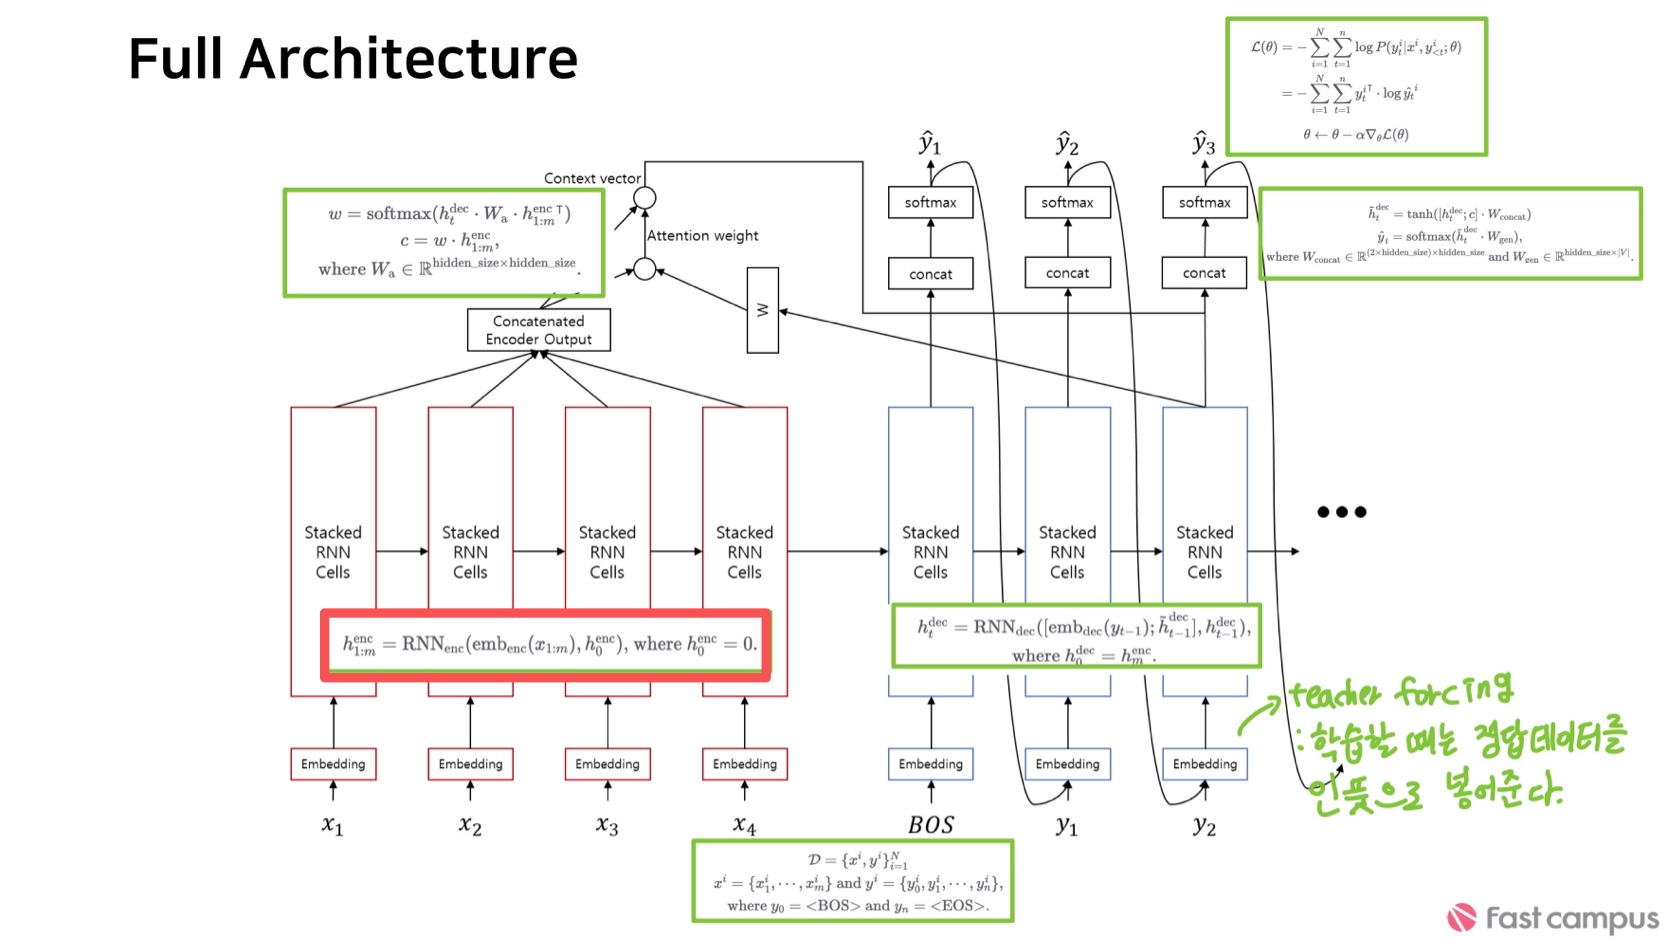 Full Architecture
$\mathcal{L}(\theta) = -\sum_{i=1}^{N}\sum_{t=1}^{n} \log P(y_t^i|x^i, y_{<t}^i; \theta)$
$= -\sum_{i=1}^{N}\sum_{t=1}^{n} y_t^{i\top} \cdot \log \hat{y}_t^i$
$\theta \leftarrow \theta - \alpha\nabla_\theta \mathcal{L}(\theta)$
$\hat{y}_1$ $\hat{y}_2$ $\hat{y}_3$
Context vector
softmax softmax softmax
$w = \text{softmax}(h_t^{\text{dec}} \cdot W_a \cdot h_{1:m}^{\text{enc}\top})$
$c = w \cdot h_{1:m}^{\text{enc}},$
where $W_a \in \mathbb{R}^{\text{hidden\_size}\times\text{hidden\_size}}.$
$\tilde{h}_t^{\text{dec}} = \tanh([h_t^{\text{dec}}; c] \cdot W_{\text{concat}})$
$\hat{y}_t = \text{softmax}(\tilde{h}_t^{\text{dec}} \cdot W_{\text{gen}}),$
where $W_{\text{concat}} \in \mathbb{R}^{(2\times\text{hidden\_size})\times\text{hidden\_size}}$ and $W_{\text{gen}} \in \mathbb{R}^{\text{hidden\_size}\times|V|}.$
Attention weight
concat concat concat
W
Concatenated
Encoder Output
Stacked RNN Cells
Stacked RNN Cells
Stacked RNN Cells
Stacked RNN Cells
Stacked RNN Cells
Stacked RNN Cells
Stacked RNN Cells
•••
$h_{1:m}^{\text{enc}} = \text{RNN}_{\text{enc}}(\text{emb}_{\text{enc}}(x_{1:m}), h_0^{\text{enc}})$, where $h_0^{\text{enc}} = 0.$
$h_t^{\text{dec}} = \text{RNN}_{\text{dec}}([\text{emb}_{\text{dec}}(y_{t-1}); \tilde{h}_{t-1}^{\text{dec}}], h_{t-1}^{\text{dec}}),$
where $h_0^{\text{dec}} = h_m^{\text{enc}}.$
teacher forcing
: 학습할 때는 정답데이터를
인풋으로 넣어준다.
Embedding Embedding Embedding Embedding Embedding Embedding Embedding
$x_1$ $x_2$ $x_3$ $x_4$ $BOS$ $y_1$ $y_2$
$\mathcal{D} = \{x^i, y^i\}_{i=1}^{N}$
$x^i = \{x_1^i, \cdots, x_m^i\}$ and $y^i = \{y_0^i, y_1^i, \cdots, y_n^i\},$
where $y_0 =$ <BOS> and $y_n =$ <EOS>.
Fast campus